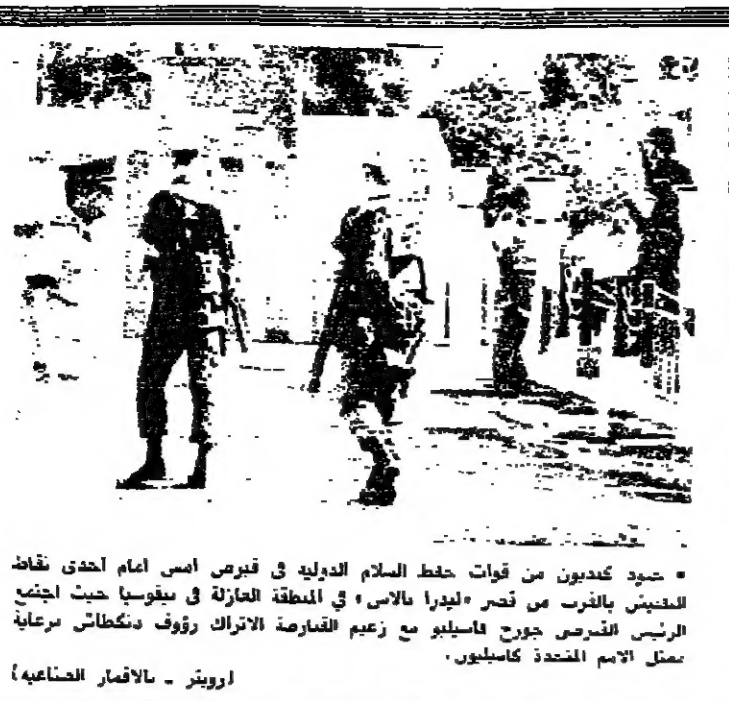 • جنود كنديون من قوات حفظ السلام الدولية في قبرص امس امام احدى نقاط
التفتيش بالقرب من قصر «ليدرا بالاس» في المنطقة العازلة في نيقوسيا حيث اجتمع
الرئيس القبرصي جورج فاسيليو مع زعيم القبارصة الاتراك رؤوف دنكطاش برعاية
ممثل الامم المتحدة كاميليون.
(رويتر ـ بالاقمار الصناعية)